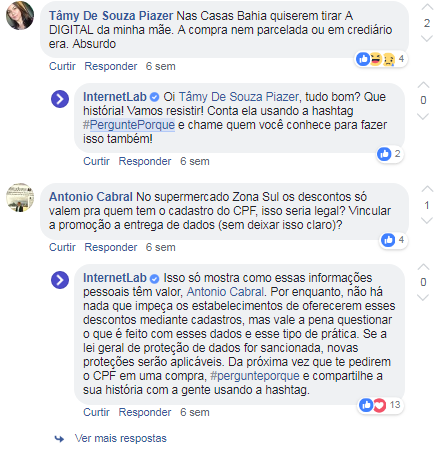 Tâmy De Souza Piazer Nas Casas Bahia quiserem tirar A
DIGITAL da minha mãe. A compra nem parcelada ou em crediário
era. Absurdo
4
Curtir Responder 6 sem
2
InternetLab Oi Tâmy De Souza Piazer, tudo bom? Que
história! Vamos resistir! Conta ela usando a hashtag
#PerguntePorque e chame quem você conhece para fazer
isso também!
2
Curtir Responder 6 sem
0
Antonio Cabral No supermercado Zona Sul os descontos só
valem pra quem tem o cadastro do CPF, isso seria legal? Vincular
a promoção a entrega de dados (sem deixar isso claro)?
4
Curtir Responder 6 sem
1
InternetLab Isso só mostra como essas informações
pessoais têm valor, Antonio Cabral. Por enquanto, não há
nada que impeça os estabelecimentos de oferecerem esses
descontos mediante cadastros, mas vale a pena questionar
o que é feito com esses dados e esse tipo de prática. Se a
lei geral de proteção de dados for sancionada, novas
proteções serão aplicáveis. Da próxima vez que te pedirem
o CPF em uma compra, #pergunteporque e compartilhe a
sua história com a gente usando a hashtag.
13
Curtir Responder 6 sem
0
Ver mais respostas